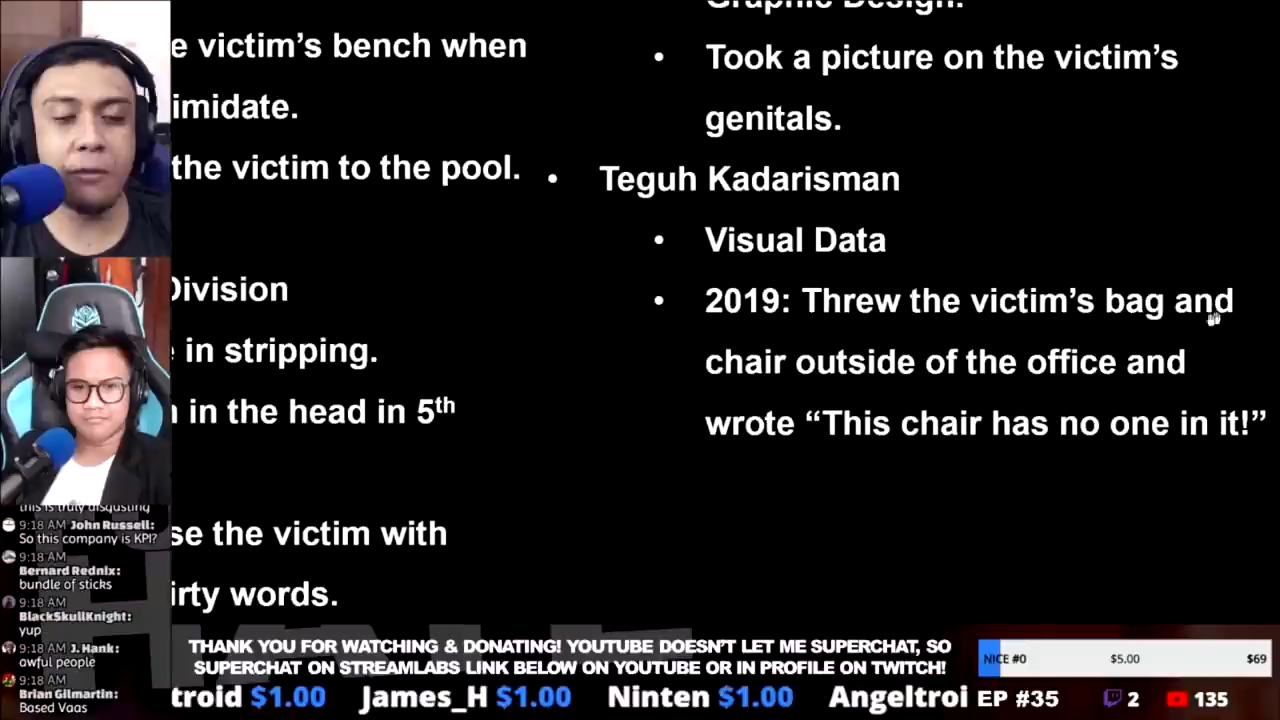 e victim’s bench when
imidate.
the victim to the pool.
Division
e in stripping.
n in the head in 5th
se the victim with
irty words.
Graphic Design:
• Took a picture on the victim’s
genitals.
• Teguh Kadarisman
• Visual Data
• 2019: Threw the victim’s bag and
chair outside of the office and
wrote “This chair has no one in it!”
this is truly disgusting
9:18 AM John Russell:
So this company is KPI?
9:18 AM
Bernard Rednix:
bundle of sticks
9:18 AM
BlackSkullKnight:
yup
9:18 AM J. Hank:
awful people
9:18 AM
Brian Gilmartin:
Based Vaas
THANK YOU FOR WATCHING & DONATING! YOUTUBE DOESN’T LET ME SUPERCHAT, SO
SUPERCHAT ON STREAMLABS LINK BELOW ON YOUTUBE OR IN PROFILE ON TWITCH!
NICE #0 $5.00 $69
troid $1.00 James_H $1.00 Ninten $1.00 Angeltroi EP #35 2 135